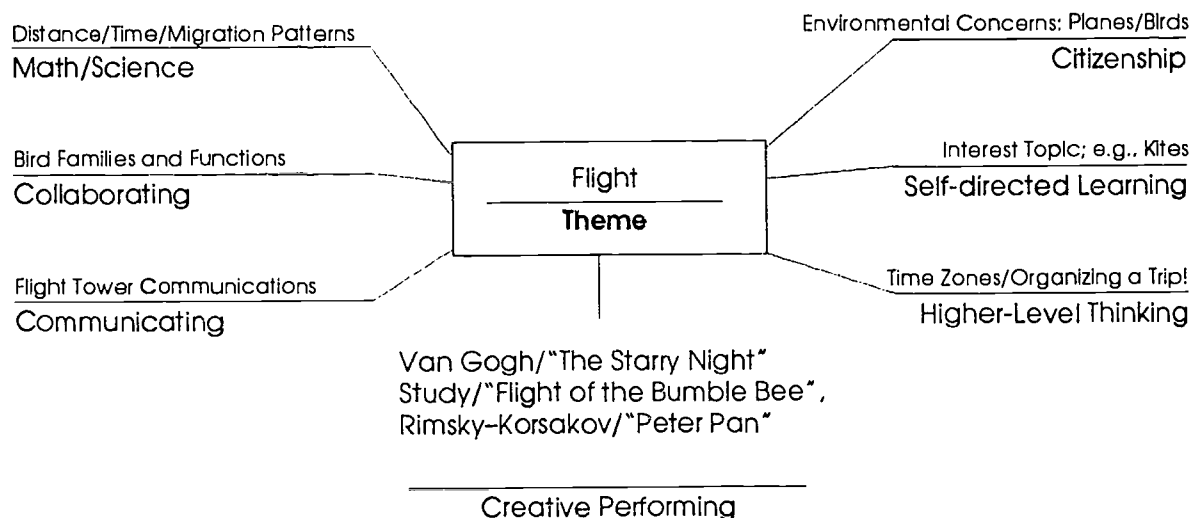 Distance/Time/Migration Patterns
Math/Science
Bird Families and Functions
Collaborating
Flight Tower Communications
Communicating
Flight
Theme
Environmental Concerns: Planes/Birds
Citizenship
Interest Topic; e.g., Kites
Self-directed Learning
Time Zones/Organizing a Trip!
Higher-Level Thinking
Van Gogh/"The Starry Night"
Study/"Flight of the Bumble Bee",
Rimsky-Korsakov/"Peter Pan"
Creative Performing